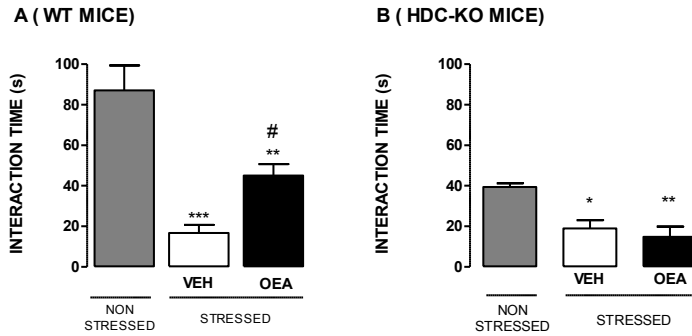 A ( WT MICE)
B ( HDC-KO MICE)
INTERACTION TIME (s)
100
80
60
40
20
0
***
#
**
VEH
OEA
NON
STRESSED
STRESSED
INTERACTION TIME (s)
100
80
60
40
20
0
*
**
VEH
OEA
NON
STRESSED
STRESSED